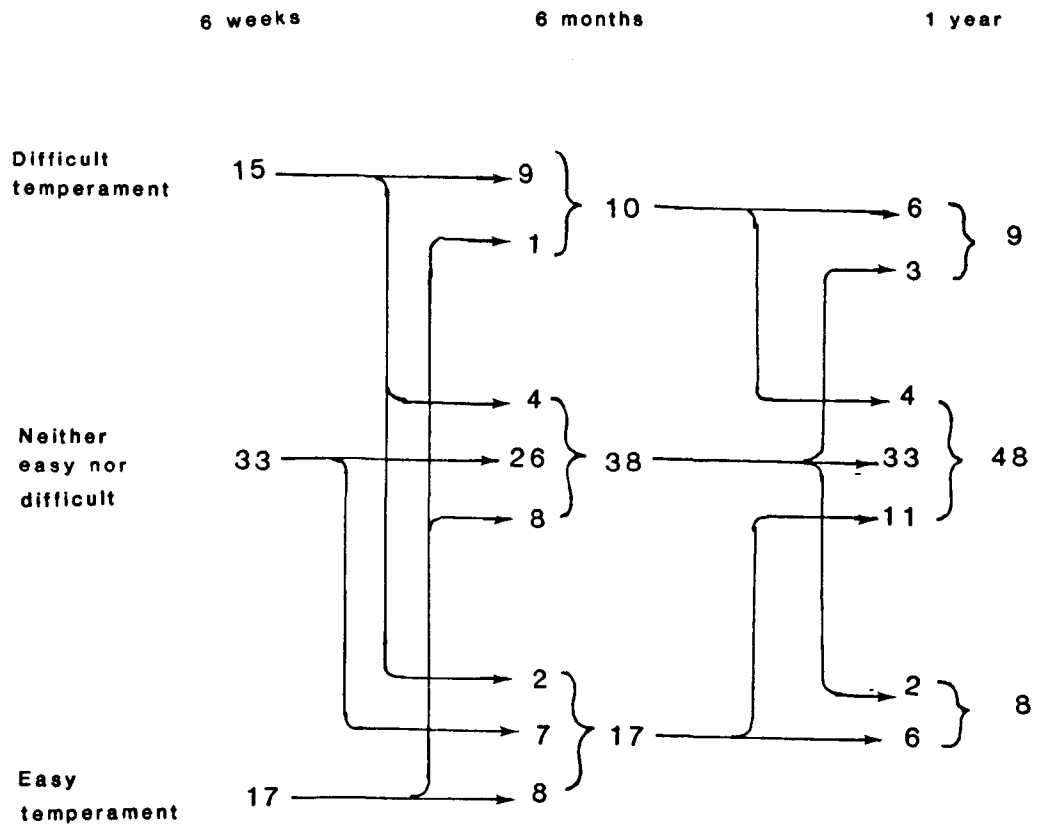 6 weeks 6 months 1 year
Difficult
temperament
15 9
10
6
9
1
3
4
4
Neither
easy nor
difficult
33 26 38 33 48
8 11
2 2
8
7 17 6
Easy
temperament
17 8